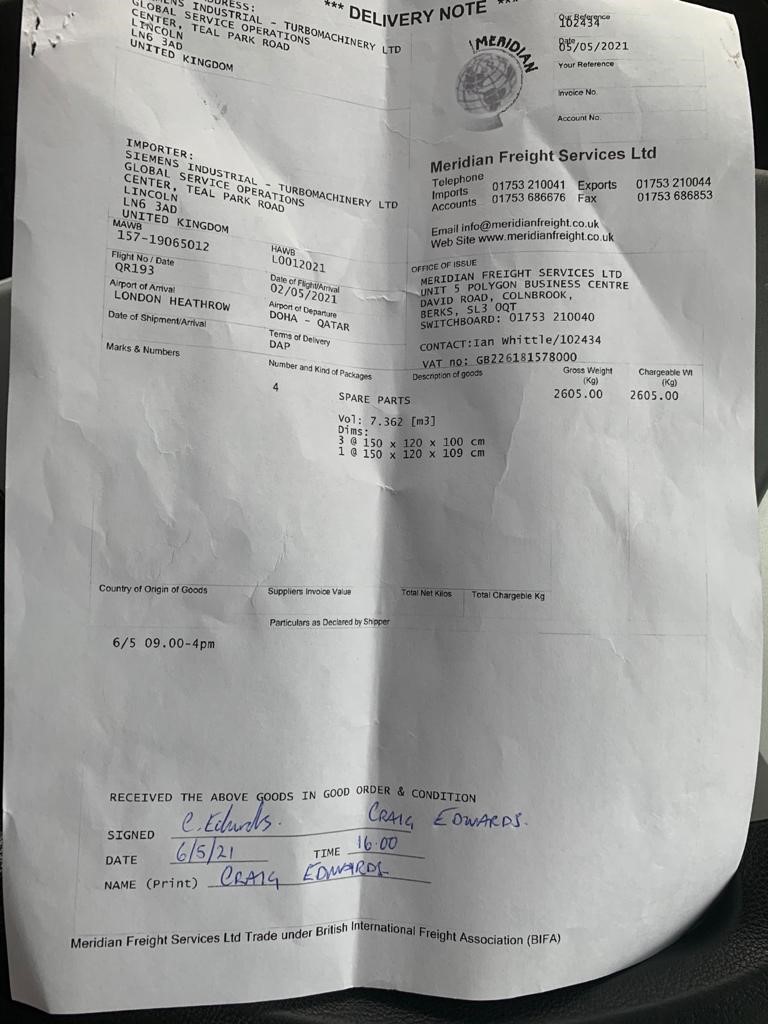 *** DELIVERY NOTE ***
DRESS:
ENS INDUSTRIAL - TURBOMACHINERY LTD
GLOBAL SERVICE OPERATIONS
CENTER, TEAL PARK ROAD
LINCOLN
LN6 3AD
UNITED KINGDOM
Our Reference
102434
Date
05/05/2021
Your Reference
Invoice No.
Account No.
MERIDIAN
IMPORTER:
SIEMENS INDUSTRIAL - TURBOMACHINERY LTD
GLOBAL SERVICE OPERATIONS
CENTER, TEAL PARK ROAD
LINCOLN
LN6 3AD
UNITED KINGDOM
Meridian Freight Services Ltd
Telephone
Imports 01753 210041 Exports 01753 210044
Accounts 01753 686676 Fax 01753 686853
Email info@meridianfreight.co.uk
Web Site www.meridianfreight.co.uk
MAWB
157-19065012
HAWB
L0012021
Flight No / Date
QR193
Date of Flight/Arrival
02/05/2021
Airport of Arrival
LONDON HEATHROW
Airport of Departure
DOHA - QATAR
Date of Shipment/Arrival
Terms of Delivery
DAP
OFFICE OF ISSUE
MERIDIAN FREIGHT SERVICES LTD
UNIT 5 POLYGON BUSINESS CENTRE
DAVID ROAD, COLNBROOK,
BERKS, SL3 0QT
SWITCHBOARD: 01753 210040
CONTACT:Ian Whittle/102434
VAT no: GB226181578000
Marks & Numbers
Number and Kind of Packages
Description of goods
Gross Weight
(Kg)
Chargeable Wt
(Kg)
4
2605.00
2605.00
SPARE PARTS
Vol: 7.362 [m3]
Dims:
3 @ 150 x 120 x 100 cm
1 @ 150 x 120 x 109 cm
Country of Origin of Goods
Suppliers Invoice Value
Total Net Kilos
Total Chargeble Kg
Particulars as Declared by Shipper
6/5 09.00-4pm
RECEIVED THE ABOVE GOODS IN GOOD ORDER & CONDITION
SIGNED C. Edwards. CRAIG EDWARDS.
DATE 6/5/21 TIME 16.00
NAME (Print) CRAIG EDWARDS
Meridian Freight Services Ltd Trade under British International Freight Association (BIFA)